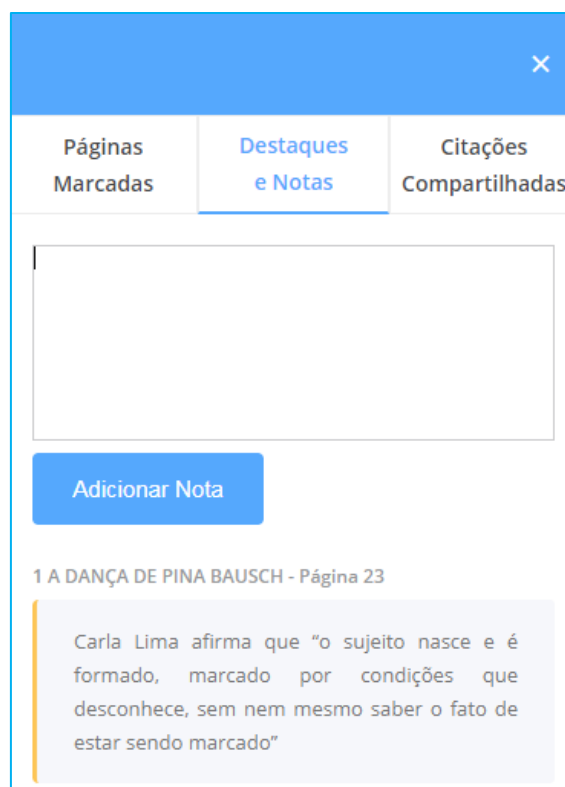 ×
Páginas Marcadas
Destaques e Notas
Citações Compartilhadas
Adicionar Nota
1 A DANÇA DE PINA BAUSCH - Página 23
Carla Lima afirma que “o sujeito nasce e é
formado, marcado por condições que
desconhece, sem nem mesmo saber o fato de
estar sendo marcado”